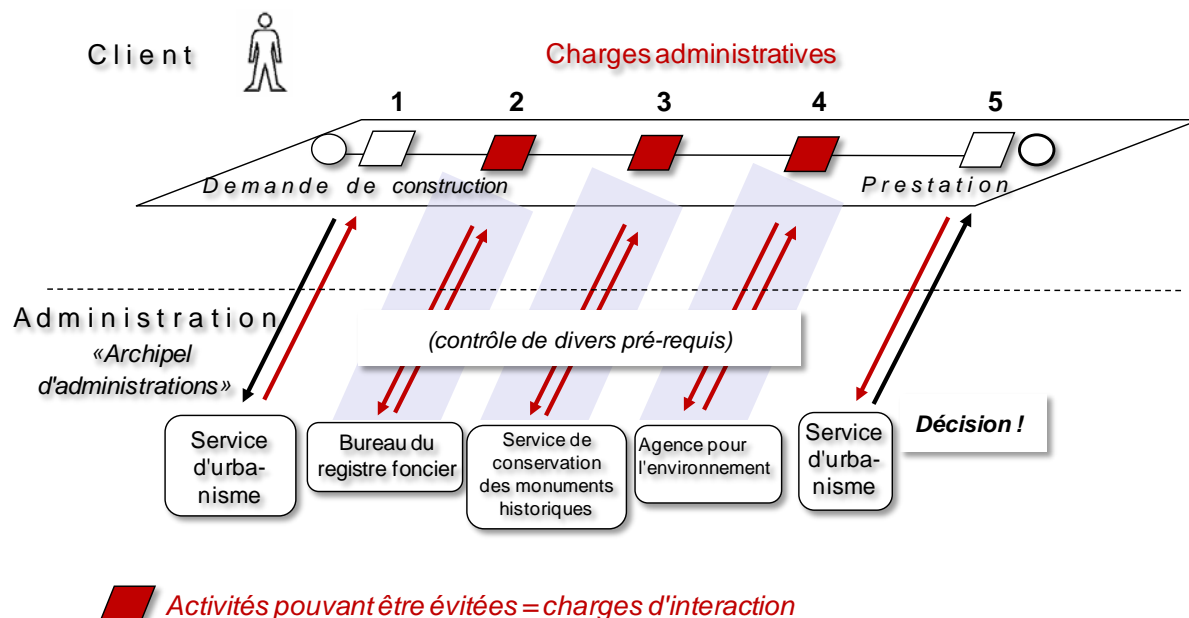 Client
Charges administratives
1 2 3 4 5
Demande de construction
Prestation
Administration
«Archipel
d'administrations»
(contrôle de divers pré-requis)
Service
d'urba-
nisme
Bureau du
registre foncier
Service de
conservation
des monuments
historiques
Agence pour
l'environnement
Service
d'urba-
nisme
Décision !
Activités pouvant être évitées = charges d'interaction